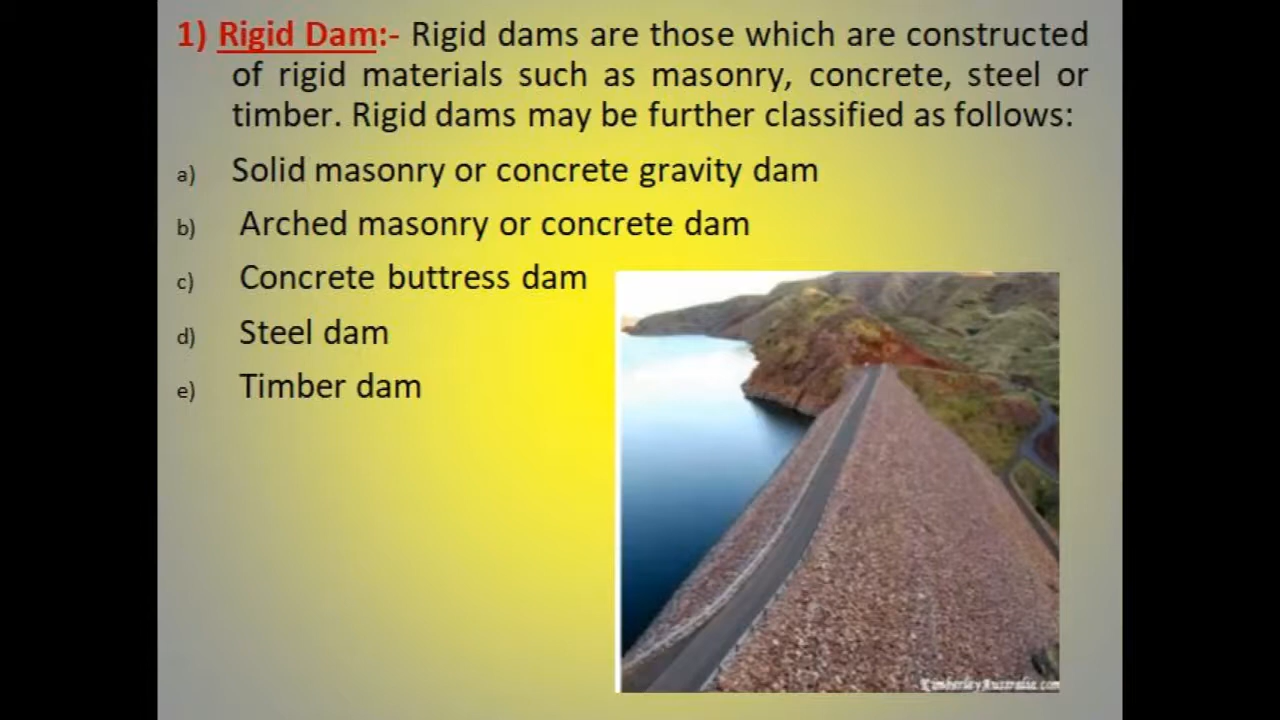 1) Rigid Dam:- Rigid dams are those which are constructed
of rigid materials such as masonry, concrete, steel or
timber. Rigid dams may be further classified as follows:
a) Solid masonry or concrete gravity dam
b) Arched masonry or concrete dam
c) Concrete buttress dam
d) Steel dam
e) Timber dam
KimberleyAustralia.com